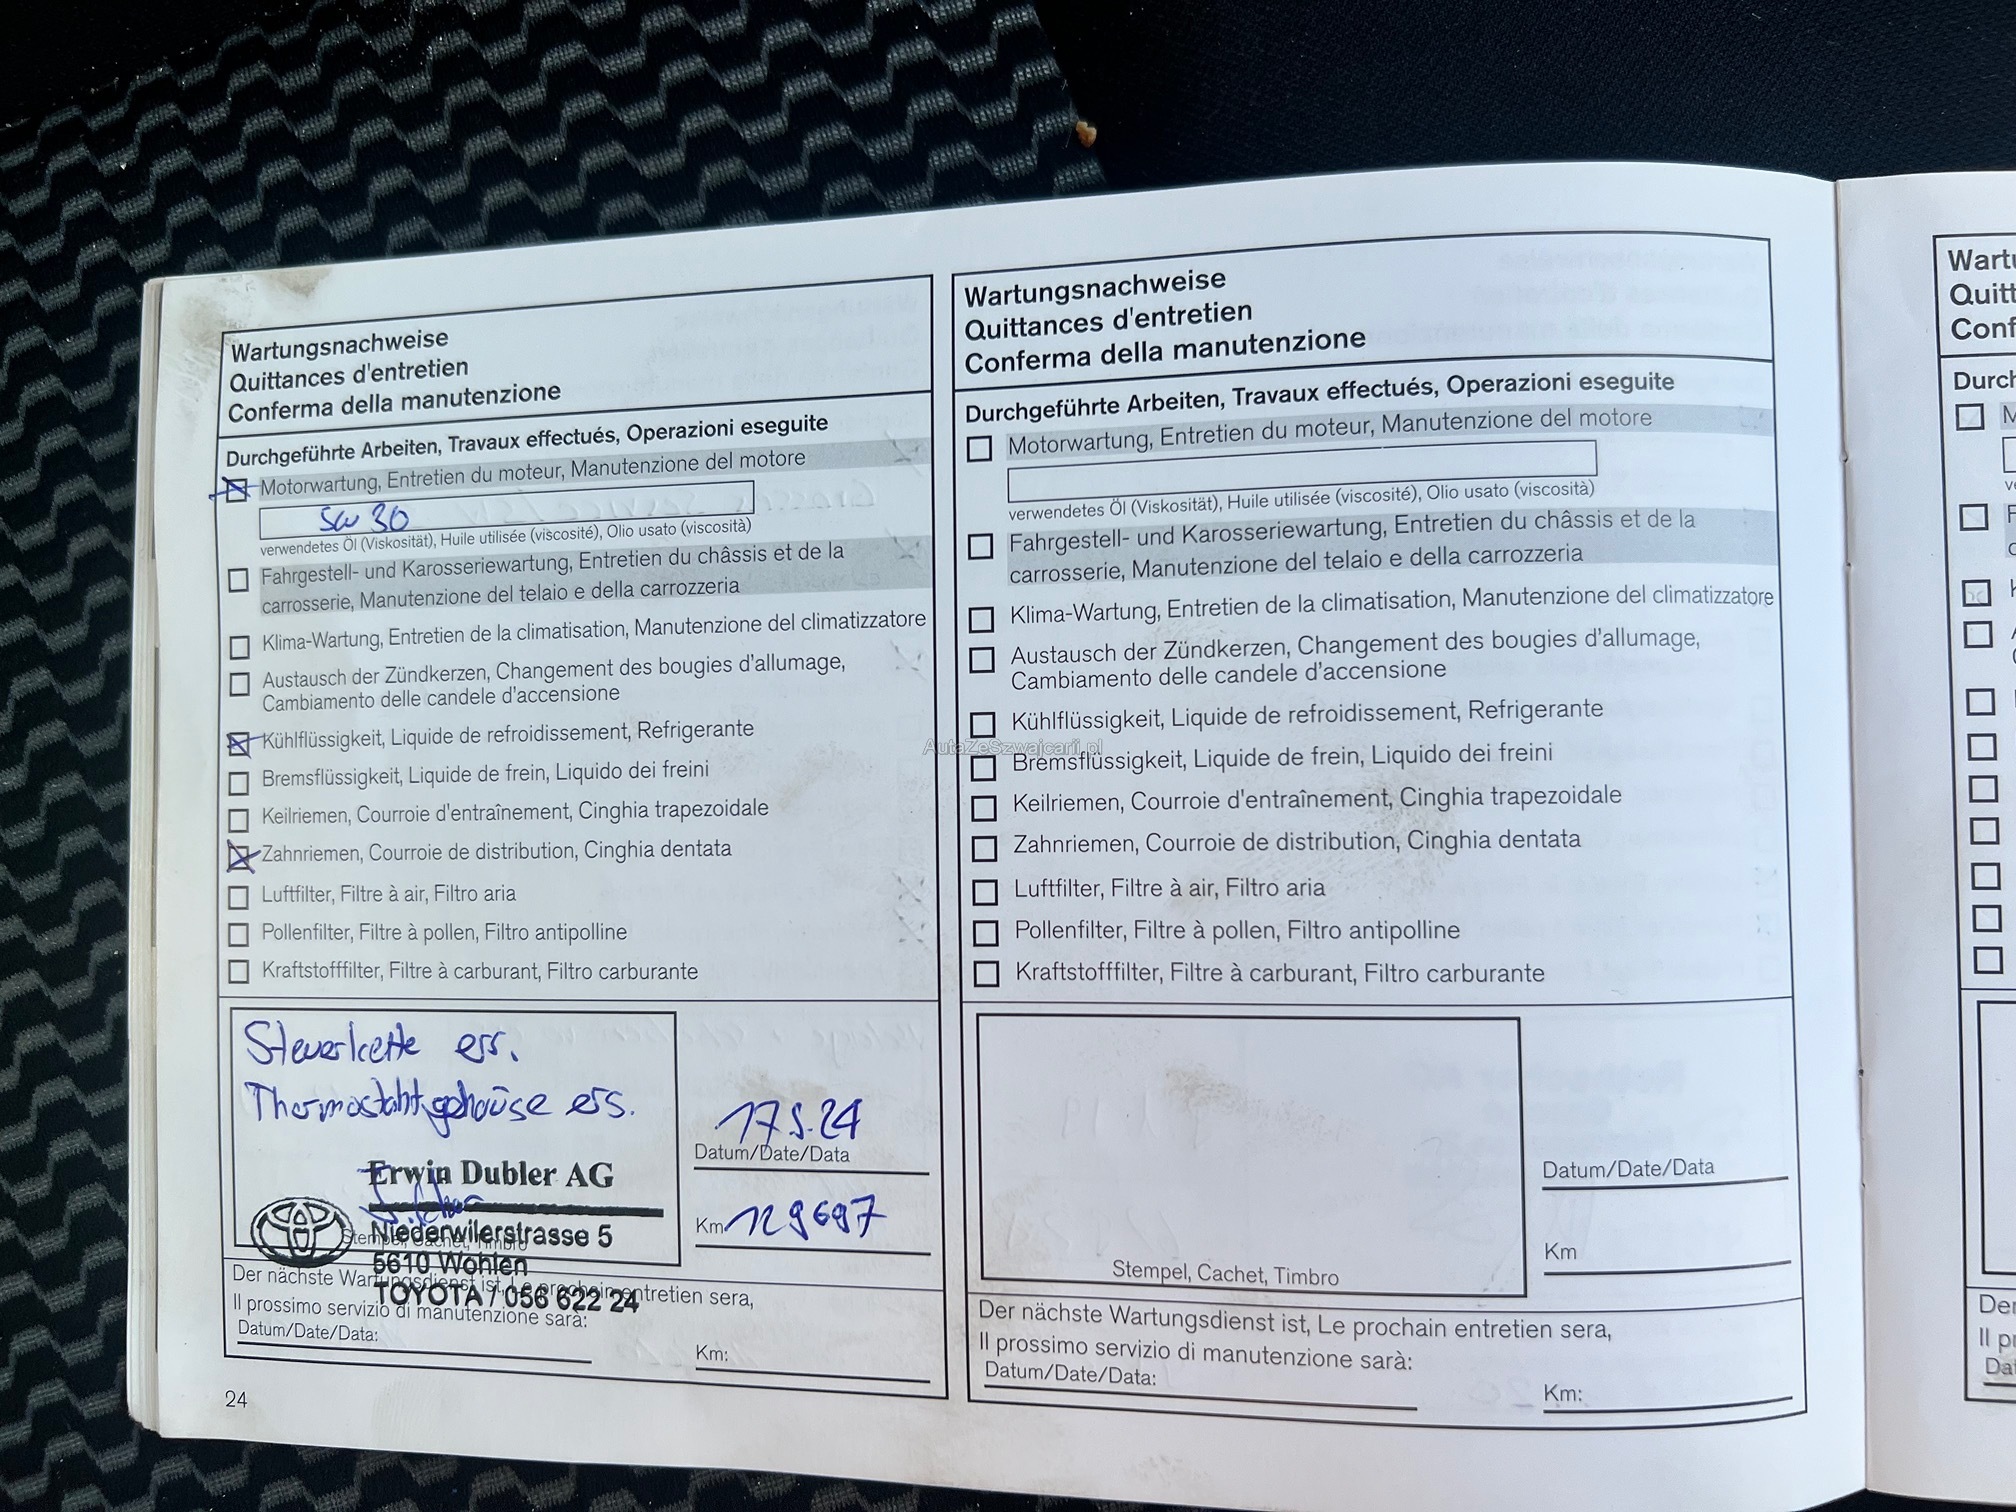 Wartungsnachweise
Quittances d'entretien
Conferma della manutenzione
Durchgeführte Arbeiten, Travaux effectués, Operazioni eseguite
Motorwartung, Entretien du moteur, Manutenzione del motore
5w 30
verwendetes Öl (Viskosität), Huile utilisée (viscosité), Olio usato (viscosità)
Fahrgestell- und Karosseriewartung, Entretien du châssis et de la
carrosserie, Manutenzione del telaio e della carrozzeria
Klima-Wartung, Entretien de la climatisation, Manutenzione del climatizzatore
Austausch der Zündkerzen, Changement des bougies d'allumage,
Cambiamento delle candele d'accensione
Kühlflüssigkeit, Liquide de refroidissement, Refrigerante
Bremsflüssigkeit, Liquide de frein, Liquido dei freini
Keilriemen, Courroie d'entraînement, Cinghia trapezoidale
Zahnriemen, Courroie de distribution, Cinghia dentata
Luftfilter, Filtre à air, Filtro aria
Pollenfilter, Filtre à pollen, Filtro antipolline
Kraftstofffilter, Filtre à carburant, Filtro carburante
Steuerkette ers.
Thermostahtgehäuse ers.
17.5.24
Datum/Date/Data
Erwin Dubler AG
Km 129697
Niederwilerstrasse 5
Stempel, Cachet, Timbro
5610 Wohlen
TOYOTA / 056 622 24
Der nächste Wartungsdienst ist, Le prochain entretien sera,
Il prossimo servizio di manutenzione sarà:
Datum/Date/Data:
Km:
24
Wartungsnachweise
Quittances d'entretien
Conferma della manutenzione
Durchgeführte Arbeiten, Travaux effectués, Operazioni eseguite
Motorwartung, Entretien du moteur, Manutenzione del motore
verwendetes Öl (Viskosität), Huile utilisée (viscosité), Olio usato (viscosità)
Fahrgestell- und Karosseriewartung, Entretien du châssis et de la
carrosserie, Manutenzione del telaio e della carrozzeria
Klima-Wartung, Entretien de la climatisation, Manutenzione del climatizzatore
Austausch der Zündkerzen, Changement des bougies d'allumage,
Cambiamento delle candele d'accensione
Kühlflüssigkeit, Liquide de refroidissement, Refrigerante
AutaZeSzwajcarii.pl
Bremsflüssigkeit, Liquide de frein, Liquido dei freini
Keilriemen, Courroie d'entraînement, Cinghia trapezoidale
Zahnriemen, Courroie de distribution, Cinghia dentata
Luftfilter, Filtre à air, Filtro aria
Pollenfilter, Filtre à pollen, Filtro antipolline
Kraftstofffilter, Filtre à carburant, Filtro carburante
Datum/Date/Data
Km
Stempel, Cachet, Timbro
Der nächste Wartungsdienst ist, Le prochain entretien sera,
Il prossimo servizio di manutenzione sarà:
Datum/Date/Data:
Km:
Wartu
Quitt
Conf
Durch